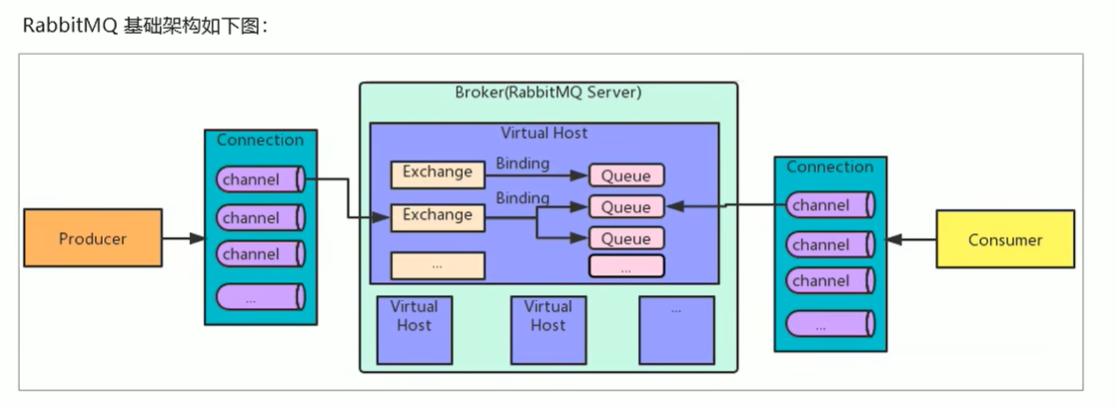 RabbitMQ 基础架构如下图：
Broker(RabbitMQ Server)
Virtual Host
Connection
channel
channel
channel
...
Producer
Exchange
Binding
Queue
Exchange
Binding
Queue
Queue
...
...
Virtual
Host
Virtual
Host
...
Connection
channel
channel
channel
...
Consumer